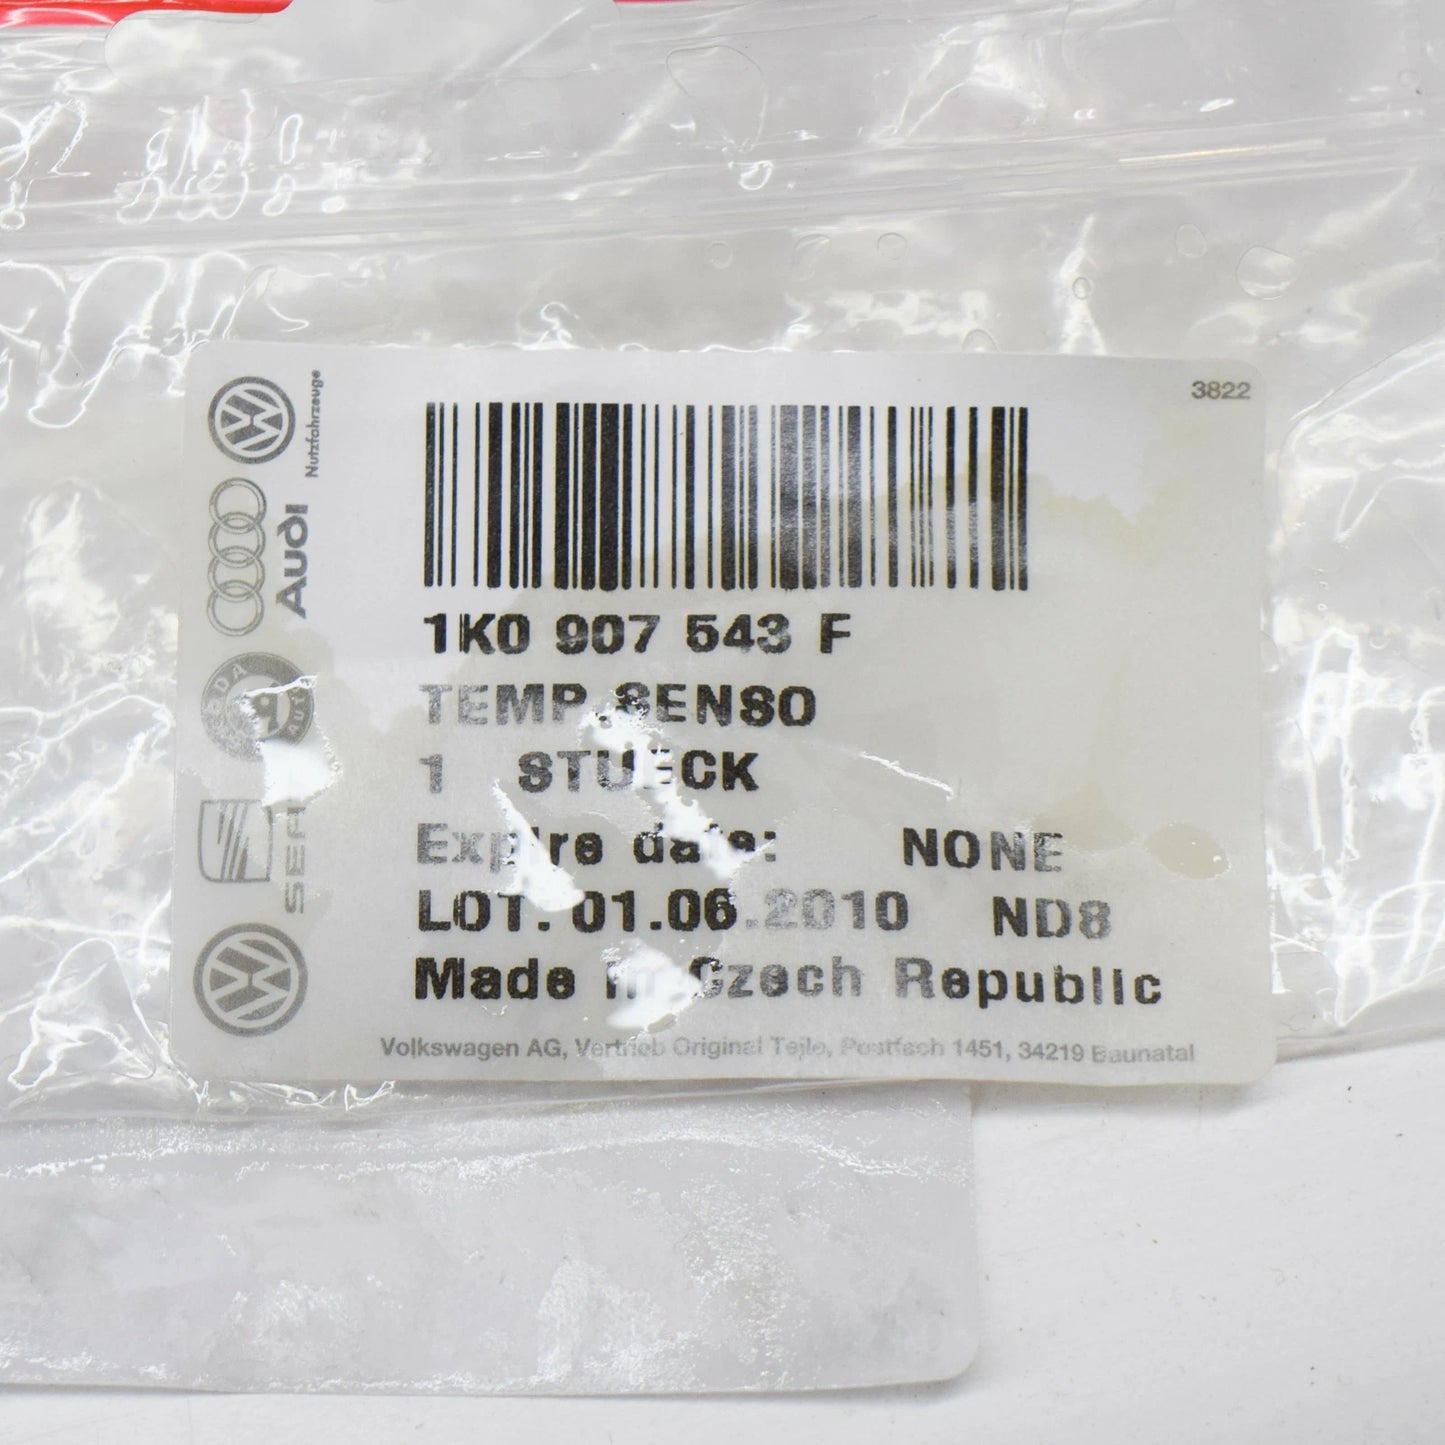 3822
Nutzfahrzeuge
Audi
SEA
1K0 907 543 F
TEMP.SENSO
1 STUECK
Expire date: NONE
LOT. 01.06.2010 ND8
Made in Czech Republic
Volkswagen AG, Vertrieb Original Teile, Postfach 1451, 34219 Baunatal